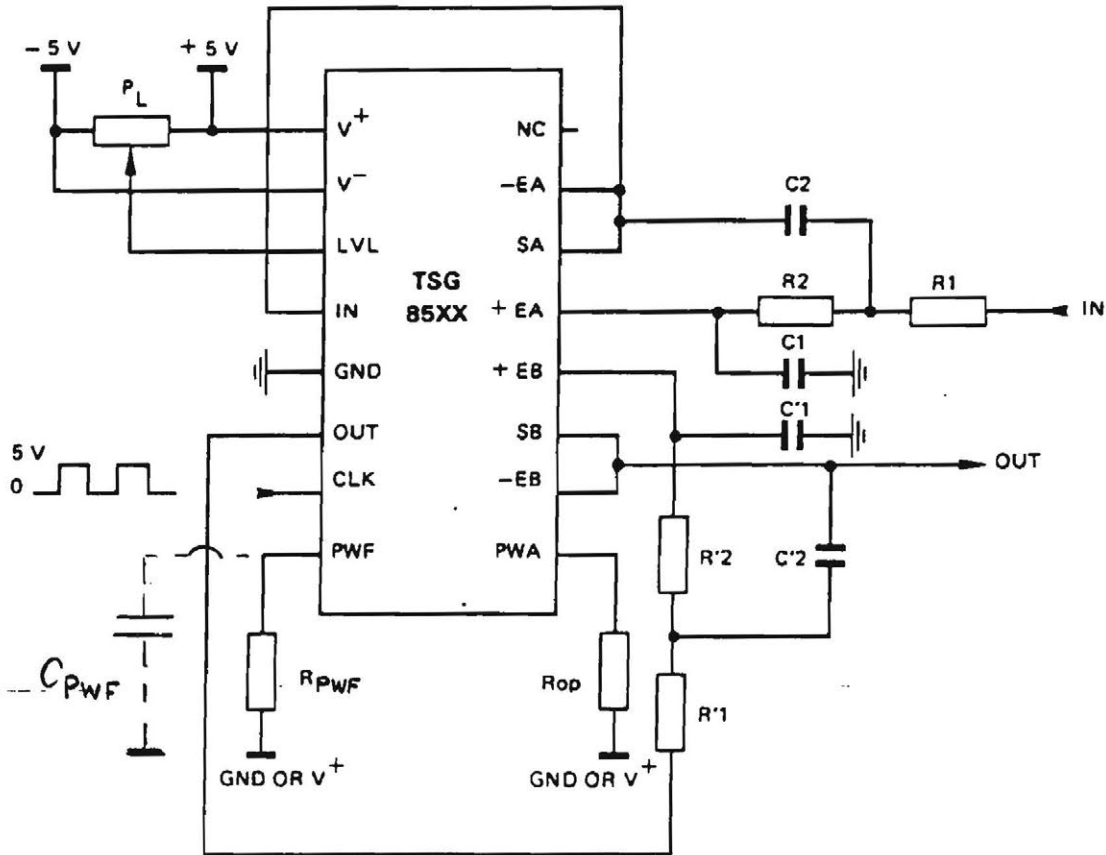 - 5 V
+ 5 V
P_L
V+
NC
V−
-EA
C2
LVL
SA
TSG
85XX
R2
R1
IN
+ EA
IN
C1
GND
+ EB
C'1
5 V
OUT
SB
OUT
0
CLK
-EB
PWF
PWA
R'2
C'2
C_PWF
R_PWF
Rop
R'1
GND OR V+
GND OR V+